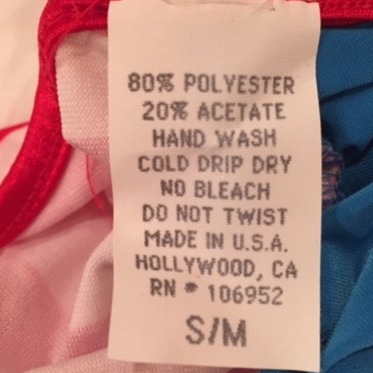 80% POLYESTER
20% ACETATE
HAND WASH
COLD DRIP DRY
NO BLEACH
DO NOT TWIST
MADE IN U.S.A.
HOLLYWOOD, CA
RN # 106952
S/M